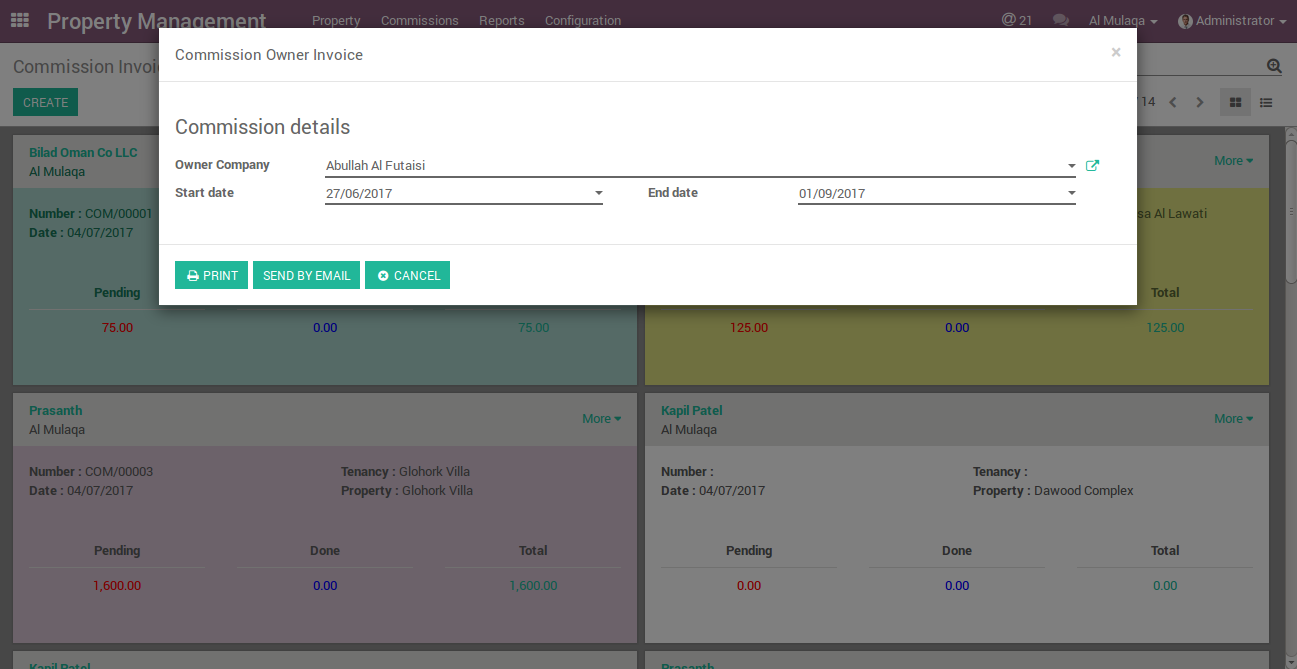 Property Management Property Commissions Reports Configuration @ 21 Al Mulaqa Administrator
Commission Invoi
Commission Owner Invoice ×
CREATE
14
Commission details
Owner Company Abullah Al Futaisi
Start date 27/06/2017 End date 01/09/2017
PRINT SEND BY EMAIL CANCEL
Bilad Oman Co LLC
Al Mulaqa
More
Number : COM/00001
Date : 04/07/2017
sa Al Lawati
Pending Total
75.00 0.00 75.00
125.00 0.00 125.00
Prasanth
Al Mulaqa
More
Number : COM/00003 Tenancy : Glohork Villa
Date : 04/07/2017 Property : Glohork Villa
Pending Done Total
1,600.00 0.00 1,600.00
Kapil Patel
Al Mulaqa
More
Number : Tenancy :
Date : 04/07/2017 Property : Dawood Complex
Pending Done Total
0.00 0.00 0.00
Kapil Patel
Prasanth